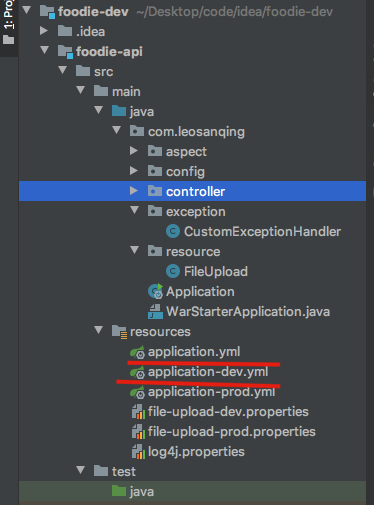 1: Proj
foodie-dev ~/Desktop/code/idea/foodie-dev
.idea
foodie-api
src
main
java
com.leosanqing
aspect
config
controller
exception
CustomExceptionHandler
resource
FileUpload
Application
WarStarterApplication.java
resources
application.yml
application-dev.yml
application-prod.yml
file-upload-dev.properties
file-upload-prod.properties
log4j.properties
test
java